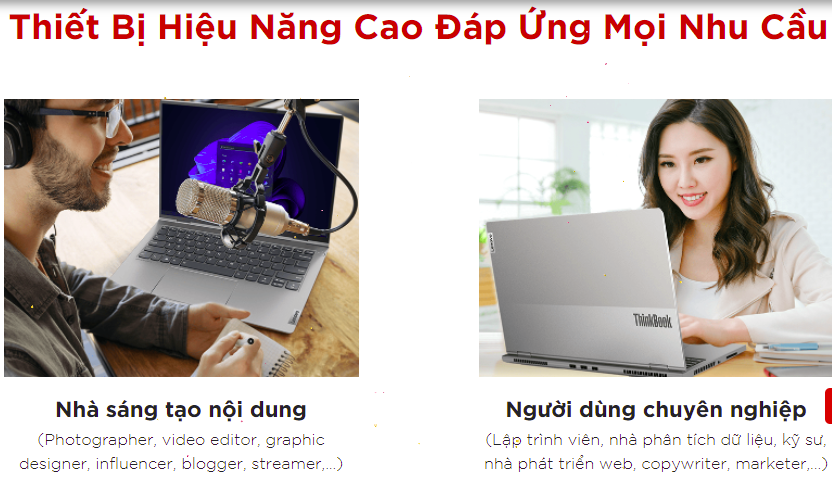 Thiết Bị Hiệu Năng Cao Đáp Ứng Mọi Nhu Cầu
Lenovo
ThinkBook
Nhà sáng tạo nội dung
(Photographer, video editor, graphic
designer, influencer, blogger, streamer,...)
Người dùng chuyên nghiệp
(Lập trình viên, nhà phân tích dữ liệu, kỹ sư,
nhà phát triển web, copywriter, marketer,...)